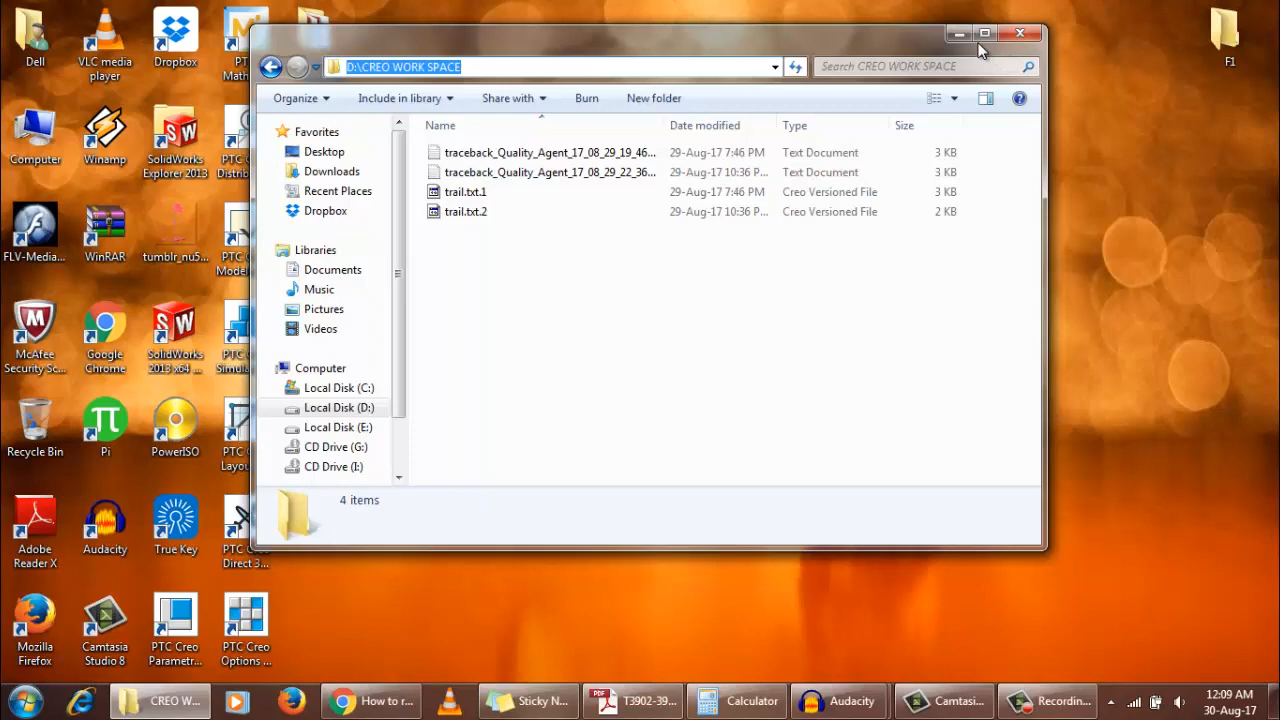 Dell
VLC media
player
Dropbox
F1
D:\CREO WORK SPACE
Search CREO WORK SPACE
Organize
Include in library
Share with
Burn
New folder
Favorites
Desktop
Downloads
Recent Places
Dropbox
Libraries
Documents
Music
Pictures
Videos
Computer
Local Disk (C:)
Local Disk (D:)
Local Disk (E:)
CD Drive (G:)
CD Drive (I:)
Name
Date modified
Type
Size
traceback_Quality_Agent_17_08_29_19_46...
29-Aug-17 7:46 PM
Text Document
3 KB
traceback_Quality_Agent_17_08_29_22_36...
29-Aug-17 10:36 P...
Text Document
3 KB
trail.txt.1
29-Aug-17 7:46 PM
Creo Versioned File
3 KB
trail.txt.2
29-Aug-17 10:36 P...
Creo Versioned File
2 KB
4 items
Computer
Winamp
SolidWorks
Explorer 2013
FLV-Media...
WinRAR
tumblr_nu5...
McAfee
Security Sc...
Google
Chrome
SolidWorks
2013 x64 ...
Recycle Bin
Pi
PowerISO
Adobe
Reader X
Audacity
True Key
PTC Creo
Direct 3...
Mozilla
Firefox
Camtasia
Studio 8
PTC Creo
Parametr...
PTC Creo
Options ...
CREO W...
How to r...
Sticky N...
T3902-39...
Calculator
Audacity
Camtasi...
Recordin...
12:09 AM
30-Aug-17